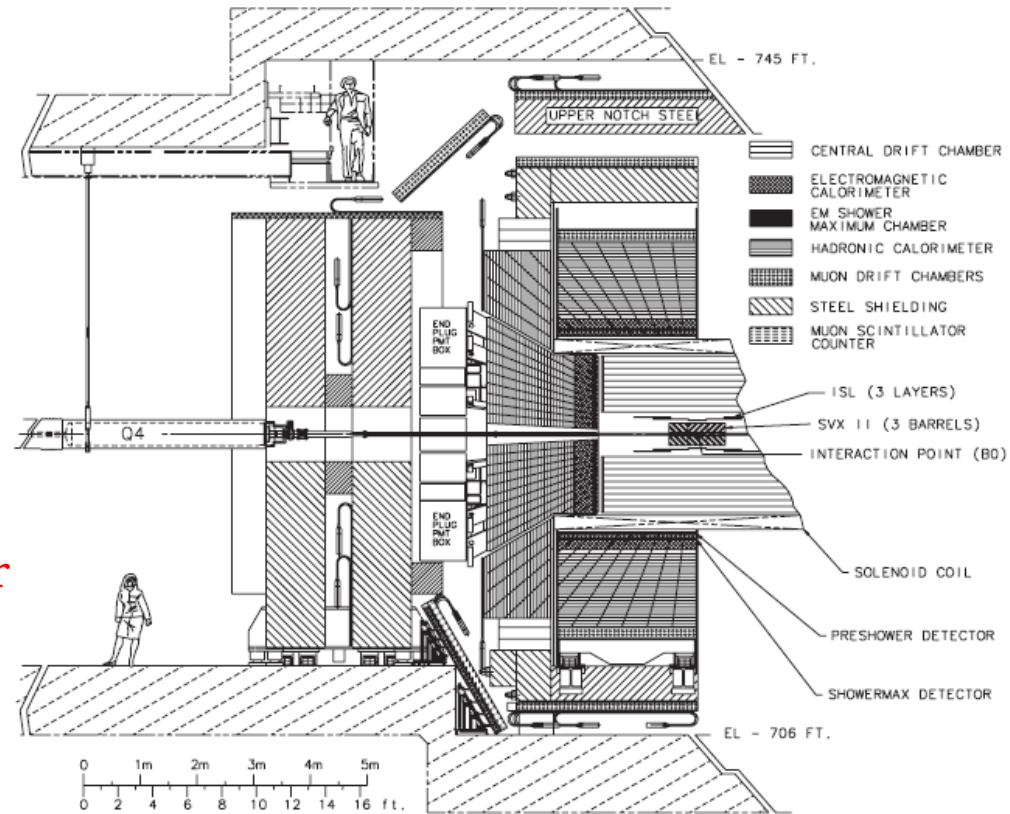 EL - 745 FT.
UPPER NOTCH STEEL
CENTRAL DRIFT CHAMBER
ELECTROMAGNETIC
CALORIMETER
EM SHOWER
MAXIMUM CHAMBER
HADRONIC CALORIMETER
MUON DRIFT CHAMBERS
STEEL SHIELDING
MUON SCINTILLATOR
COUNTER
END
PLUG
PMT
BOX
ISL (3 LAYERS)
SVX II (3 BARRELS)
INTERACTION POINT (B0)
Q4
END
PLUG
PMT
BOX
SOLENOID COIL
r
PRESHOWER DETECTOR
SHOWERMAX DETECTOR
EL - 706 FT.
0 1m 2m 3m 4m 5m
0 2 4 6 8 10 12 14 16 ft.